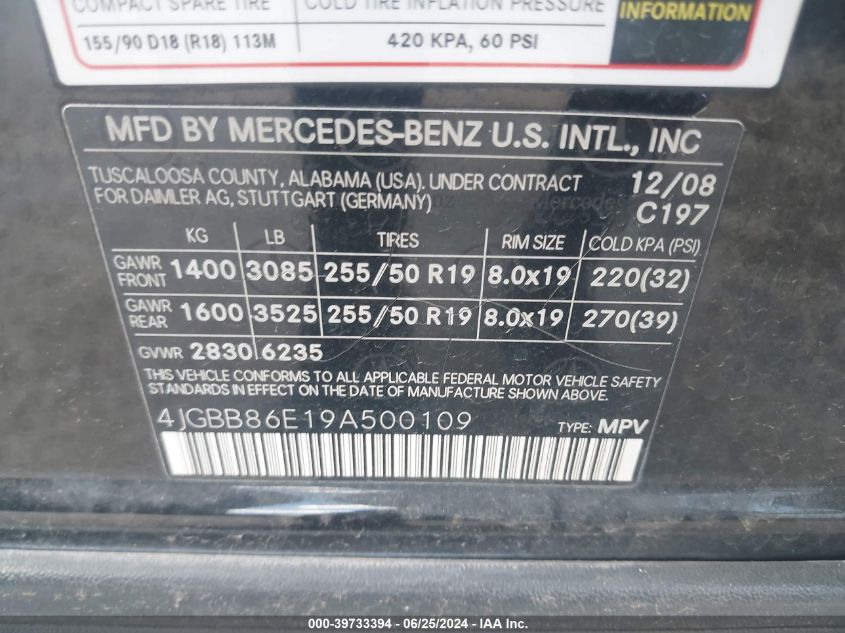 COMPACT SPARE TIRE COLD TIRE INFLATION PRESSURE
155/90 D18 (R18) 113M 420 KPA, 60 PSI
INFORMATION
MFD BY MERCEDES-BENZ U.S. INTL., INC
TUSCALOOSA COUNTY, ALABAMA (USA). UNDER CONTRACT 12/08
FOR DAIMLER AG, STUTTGART (GERMANY) C197
KG LB TIRES RIM SIZE COLD KPA (PSI)
GAWR FRONT 1400 3085 255/50 R19 8.0x19 220(32)
GAWR REAR 1600 3525 255/50 R19 8.0x19 270(39)
GVWR 2830 6235
THIS VEHICLE CONFORMS TO ALL APPLICABLE FEDERAL MOTOR VEHICLE SAFETY
STANDARDS IN EFFECT ON THE DATE OF MANUFACTURE SHOWN ABOVE.
4JGBB86E19A500109 TYPE: MPV
000-39733394 - 06/25/2024 - IAA Inc.